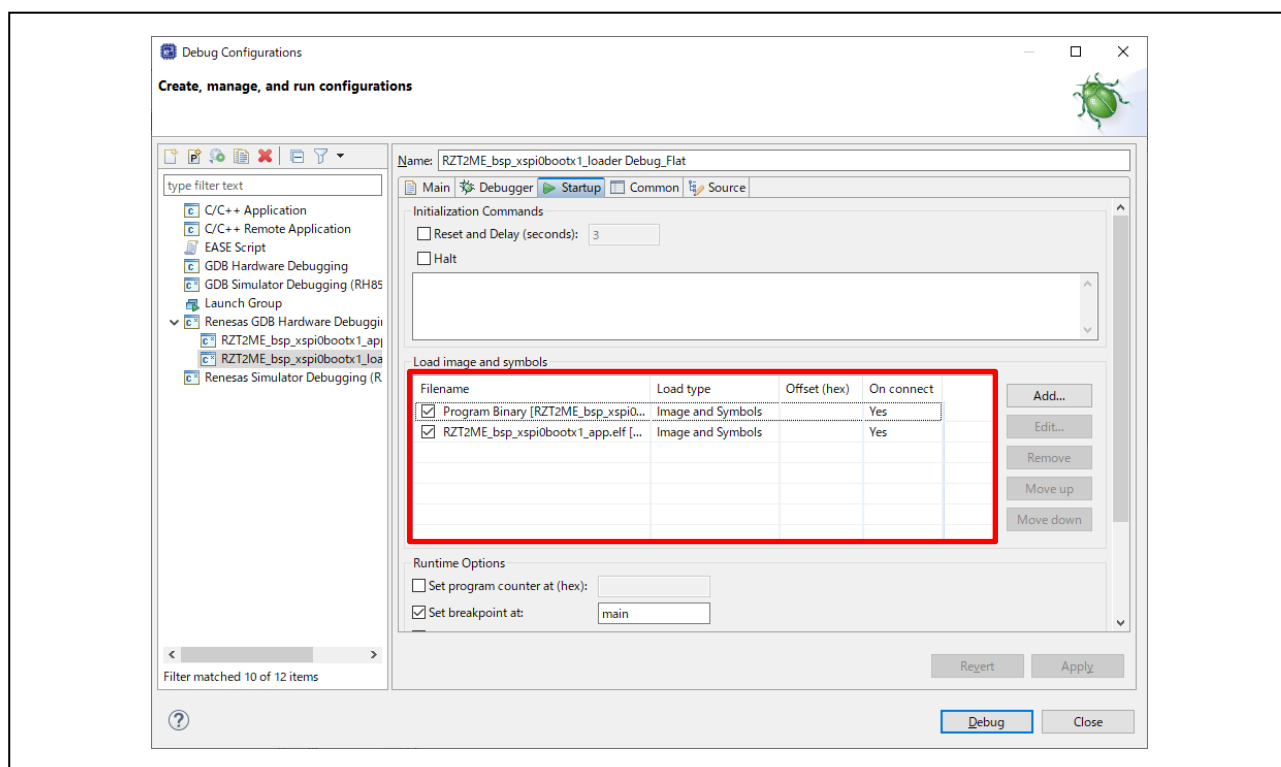 Debug Configurations
Create, manage, and run configurations
Name: RZT2ME_bsp_xspi0bootx1_loader Debug_Flat
type filter text
Main Debugger Startup Common Source
C/C++ Application
C/C++ Remote Application
EASE Script
GDB Hardware Debugging
GDB Simulator Debugging (RH85
Launch Group
Renesas GDB Hardware Debuggi
RZT2ME_bsp_xspi0bootx1_app
RZT2ME_bsp_xspi0bootx1_loa
Renesas Simulator Debugging (R
Filter matched 10 of 12 items
Initialization Commands
Reset and Delay (seconds): 3
Halt
Load image and symbols
Filename Load type Offset (hex) On connect
Program Binary [RZT2ME_bsp_xspi0... Image and Symbols Yes
RZT2ME_bsp_xspi0bootx1_app.elf [... Image and Symbols Yes
Add...
Edit...
Remove
Move up
Move down
Runtime Options
Set program counter at (hex):
Set breakpoint at: main
Revert Apply
? Debug Close